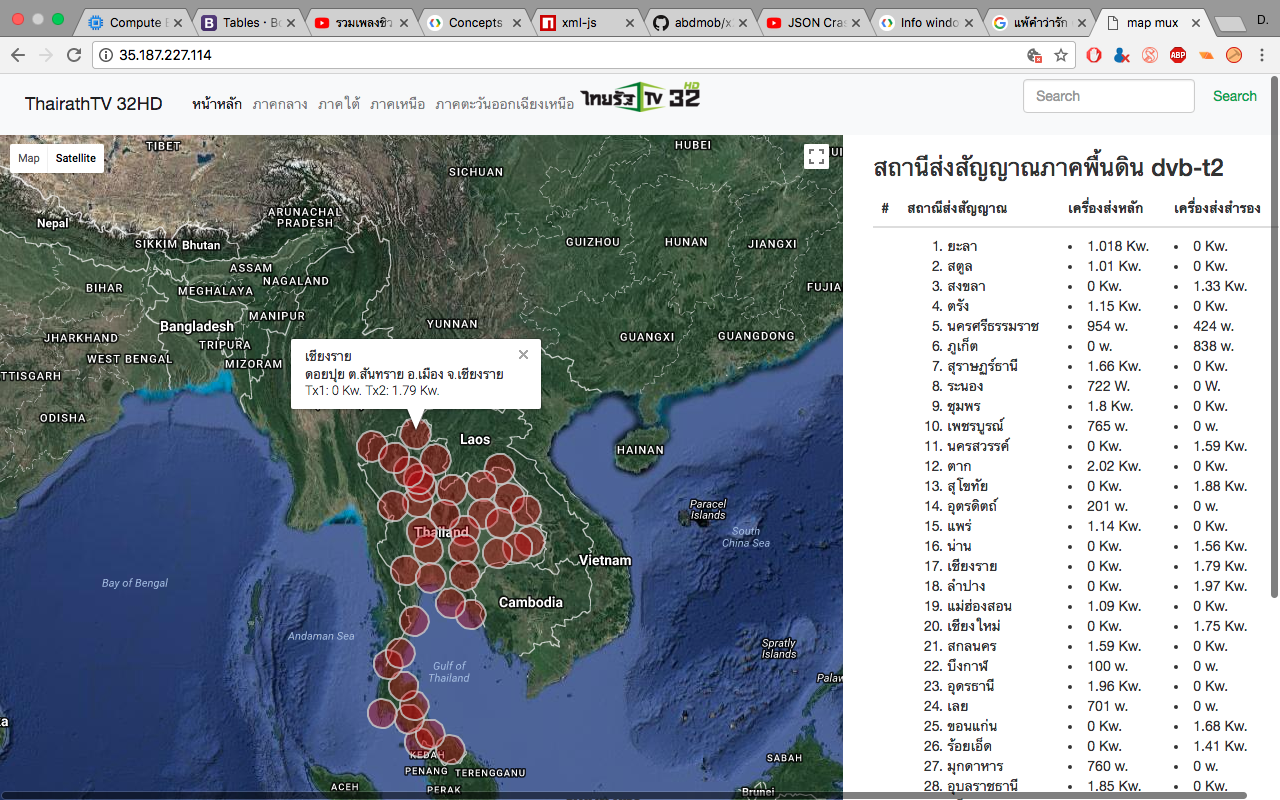 Compute E
Tables · Bo
รวมเพลงชิว
Concepts
xml-js
abdmob/x
JSON Cras
Info windo
แพ้คำว่ารัก
map mux
D.
35.187.227.114
ABP
ThairathTV 32HD
หน้าหลัก ภาคกลาง ภาคใต้ ภาคเหนือ ภาคตะวันออกเฉียงเหนือ
ไทยรัฐ TV 32 HD
Search
Search
Map Satellite
TIBET
HUBEI
SICHUAN
Nepal
ARUNACHAL
PRADESH
SIKKIM Bhutan
GUIZHOU
HUNAN
JIANGXI
ASSAM
NAGALAND
BIHAR
MEGHALAYA
FUJIA
MANIPUR
Bangladesh
YUNNAN
JHARKHAND
TRIPURA
GUANGXI
GUANGDONG
WEST BENGAL
MIZORAM
TTISGARH
ODISHA
เชียงราย
ดอยปุย ต.สันทราย อ.เมือง จ.เชียงราย
Tx1: 0 Kw. Tx2: 1.79 Kw.
Laos
HAINAN
Paracel
Islands
South
China Sea
Thailand
Vietnam
Bay of Bengal
Cambodia
Andaman Sea
Gulf of
Thailand
Spratly
Islands
Palaw
KEDAH
PENANG
TERENGGANU
SABAH
ACEH
PERAK
Brunei
สถานีส่งสัญญาณภาคพื้นดิน dvb-t2
# สถานีส่งสัญาณ เครื่องส่งหลัก เครื่องส่งสำรอง
1. ยะลา • 1.018 Kw. • 0 Kw.
2. สตูล • 1.01 Kw. • 0 Kw.
3. สงขลา • 0 Kw. • 1.33 Kw.
4. ตรัง • 1.15 Kw. • 0 Kw.
5. นครศรีธรรมราช • 954 w. • 424 w.
6. ภูเก็ต • 0 w. • 838 w.
7. สุราษฏร์ธานี • 1.66 Kw. • 0 Kw.
8. ระนอง • 722 W. • 0 W.
9. ชุมพร • 1.8 Kw. • 0 Kw.
10. เพชรบูรณ์ • 765 w. • 0 w.
11. นครสวรรค์ • 0 Kw. • 1.59 Kw.
12. ตาก • 2.02 Kw. • 0 Kw.
13. สุโขทัย • 0 Kw. • 1.88 Kw.
14. อุตรดิตถ์ • 201 w. • 0 w.
15. แพร่ • 1.14 Kw. • 0 Kw.
16. น่าน • 0 Kw. • 1.56 Kw.
17. เชียงราย • 0 Kw. • 1.79 Kw.
18. ลำปาง • 0 Kw. • 1.97 Kw.
19. แม่ฮ่องสอน • 1.09 Kw. • 0 Kw.
20. เชียงใหม่ • 0 Kw. • 1.75 Kw.
21. สกลนคร • 1.59 Kw. • 0 Kw.
22. บึงกาฬ • 100 w. • 0 w.
23. อุดรธานี • 1.96 Kw. • 0 Kw.
24. เลย • 701 w. • 0 w.
25. ขอนแก่น • 0 Kw. • 1.68 Kw.
26. ร้อยเอ็ด • 0 Kw. • 1.41 Kw.
27. มุกดาหาร • 760 w. • 0 w.
28. อุบลราชธานี • 1.85 Kw. • 0 Kw.